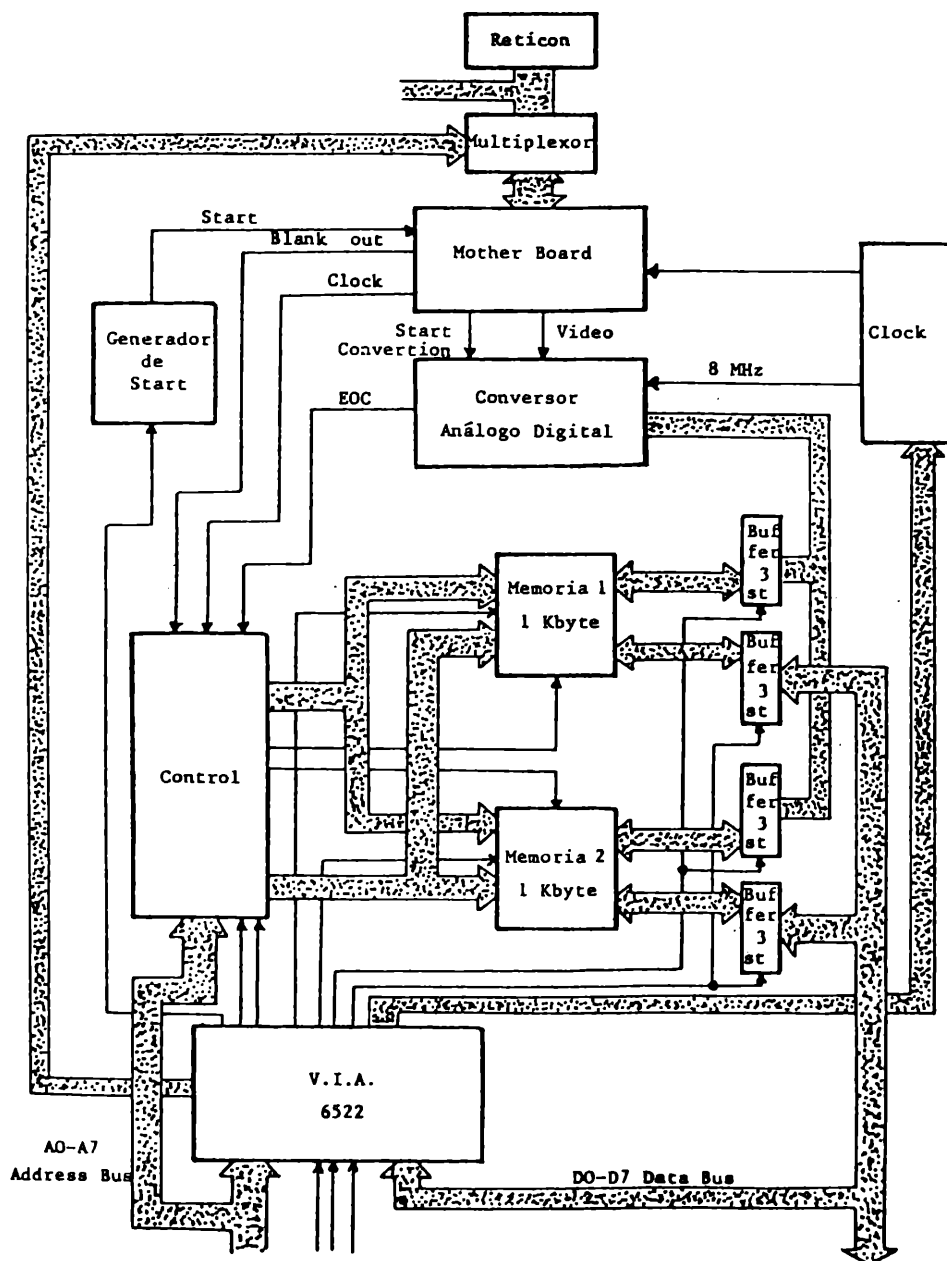 Reticon
Multiplexor
Start
Blank out
Mother Board
Clock
Clock
Generador
de
Start
Start
Convertion
Video
8 MHz
EOC
Conversor
Análogo Digital
Buf
fer
3
st
Memoria 1
1 Kbyte
Buf
fer
3
st
Control
Buf
fer
3
st
Memoria 2
1 Kbyte
Buf
fer
3
st
V.I.A.
6522
A0-A7
Address Bus
D0-D7 Data Bus